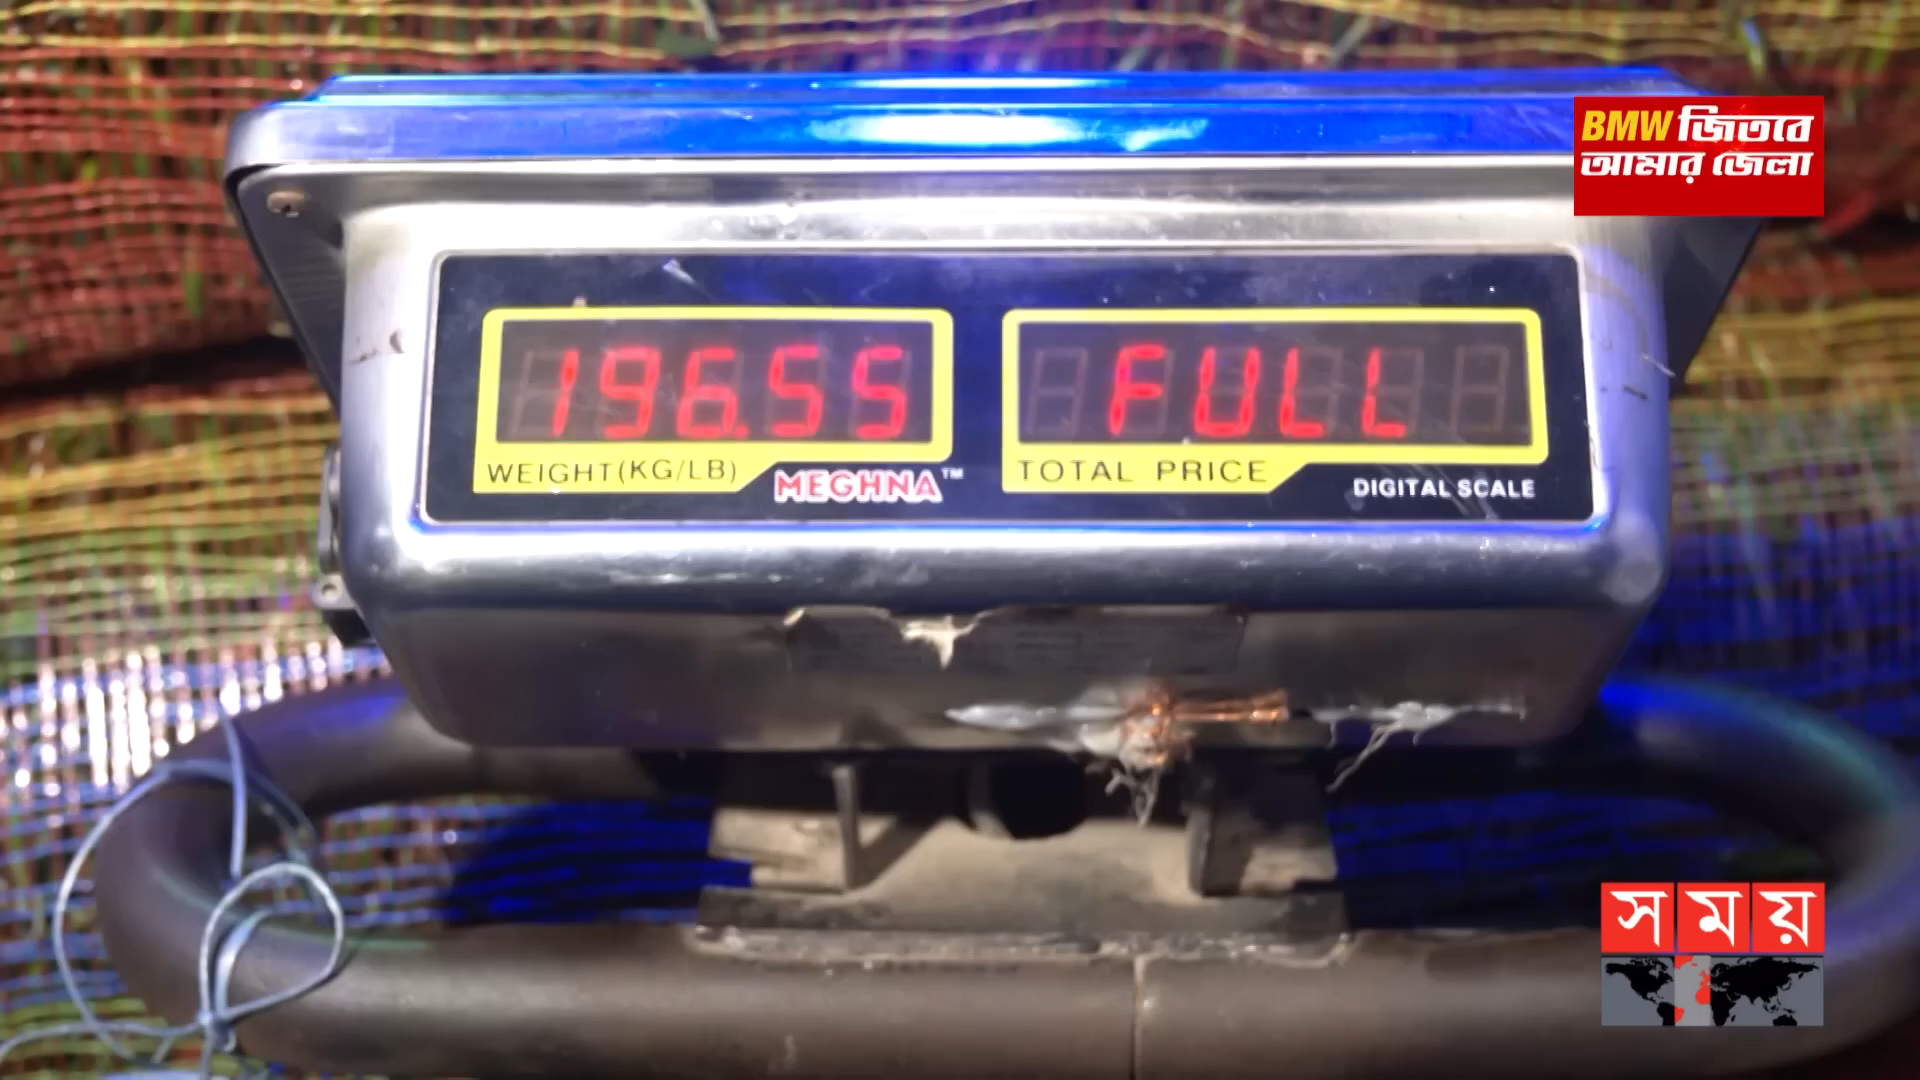 BMW জিতবে
আমার জেলা
196.55
FULL
WEIGHT(KG/LB)
MEGHNA™
TOTAL PRICE
DIGITAL SCALE
সময়